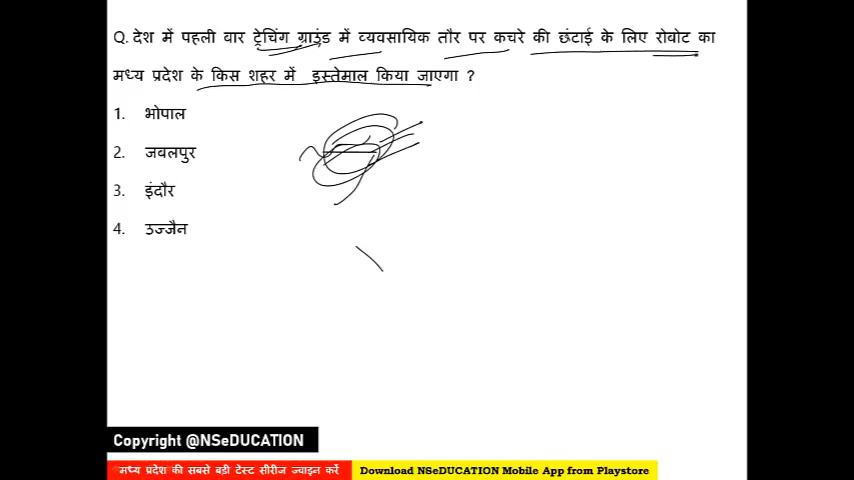 Q. देश में पहली बार ट्रेचिंग ग्राउंड में व्यवसायिक तौर पर कचरे की छंटाई के लिए रोबोट का
मध्य प्रदेश के किस शहर में इस्तेमाल किया जाएगा ?
1. भोपाल
2. जबलपुर
3. इंदौर
4. उज्जैन
Copyright @NSeDUCATION
मध्य प्रदेश की सबसे बड़ी टेस्ट सीरीज ज्वाइन करें Download NSeDUCATION Mobile App from Playstore